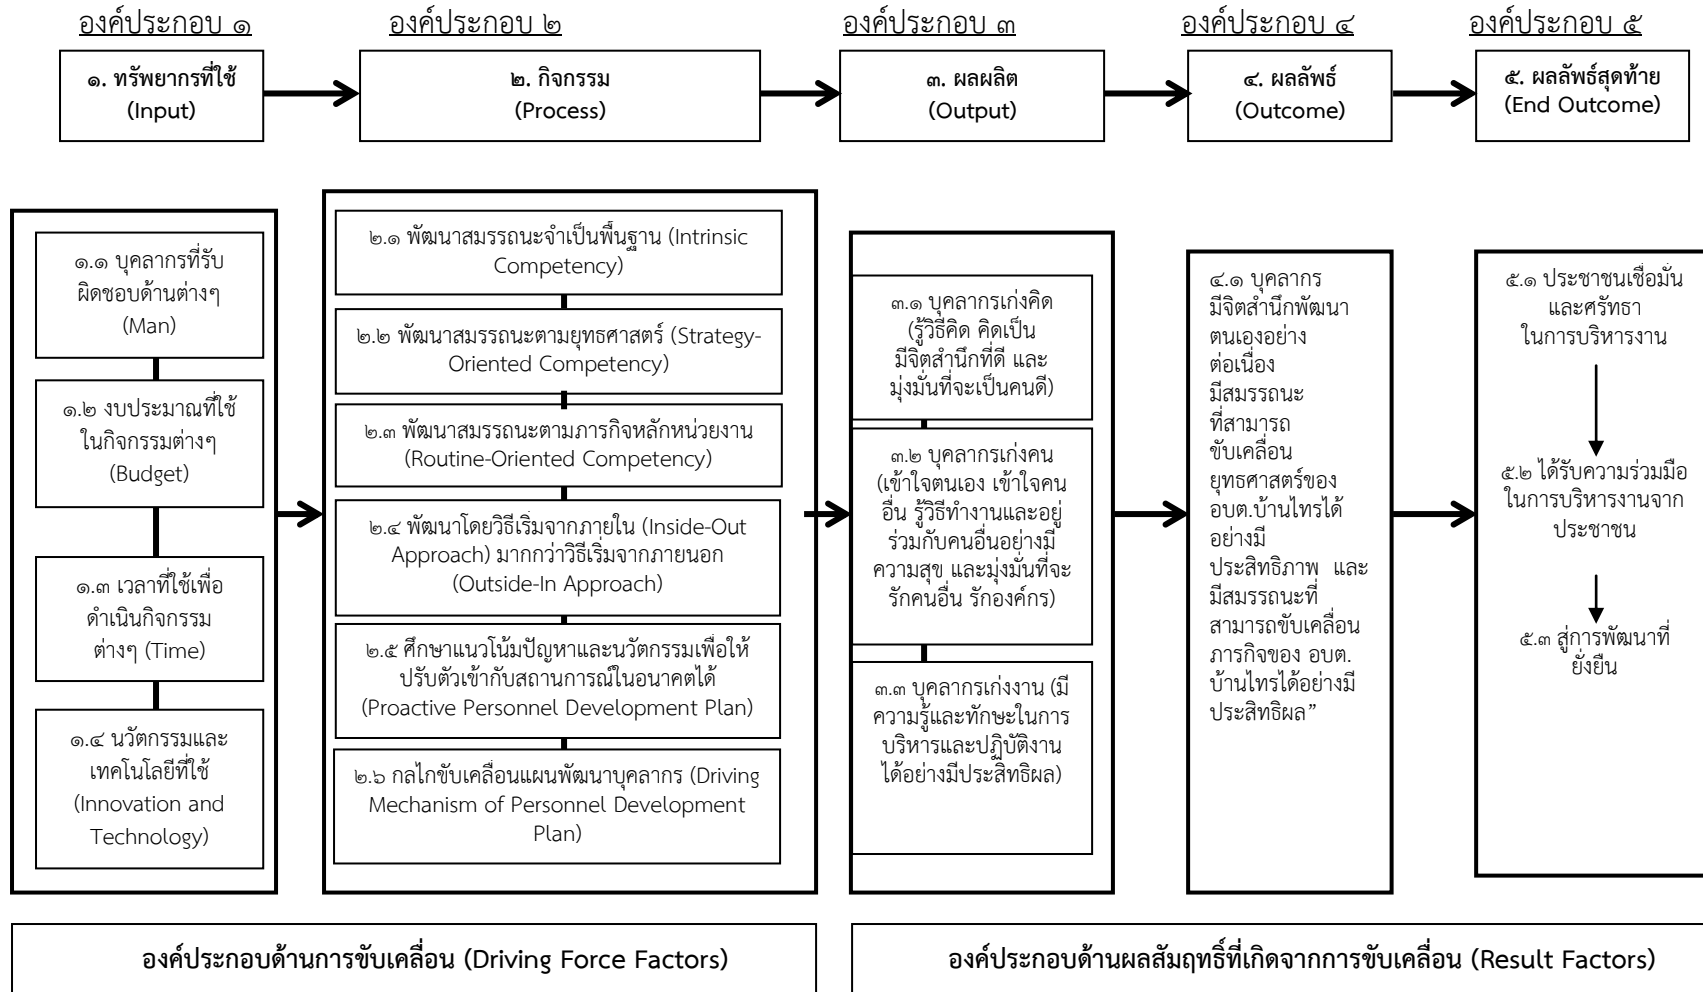 องค์ประกอบ ๑
องค์ประกอบ ๒
องค์ประกอบ ๓
องค์ประกอบ ๔
องค์ประกอบ ๕
๑. ทรัพยากรที่ใช้
(Input)
๒. กิจกรรม
(Process)
๓. ผลผลิต
(Output)
๔. ผลลัพธ์
(Outcome)
๕. ผลลัพธ์สุดท้าย
(End Outcome)
๑.๑ บุคลากรที่รับ
ผิดชอบด้านต่างๆ
(Man)
๑.๒ งบประมาณที่ใช้
ในกิจกรรมต่างๆ
(Budget)
๑.๓ เวลาที่ใช้เพื่อ
ดำเนินกิจกรรม
ต่างๆ (Time)
๑.๔ นวัตกรรมและ
เทคโนโลยีที่ใช้
(Innovation and
Technology)
๒.๑ พัฒนาสมรรถนะจำเป็นพื้นฐาน (Intrinsic
Competency)
๒.๒ พัฒนาสมรรถนะตามยุทธศาสตร์ (Strategy-
Oriented Competency)
๒.๓ พัฒนาสมรรถนะตามภารกิจหลักหน่วยงาน
(Routine-Oriented Competency)
๒.๔ พัฒนาโดยวิธีเริ่มจากภายใน (Inside-Out
Approach) มากกว่าวิธีเริ่มจากภายนอก
(Outside-In Approach)
๒.๕ ศึกษาแนวโน้มปัญหาและนวัตกรรมเพื่อให้
ปรับตัวเข้ากับสถานการณ์ในอนาคตได้
(Proactive Personnel Development Plan)
๒.๖ กลไกขับเคลื่อนแผนพัฒนาบุคลากร (Driving
Mechanism of Personnel Development
Plan)
๓.๑ บุคลากรเก่งคิด
(รู้วิธีคิด คิดเป็น
มีจิตสำนึกที่ดี และ
มุ่งมั่นที่จะเป็นคนดี)
๓.๒ บุคลากรเก่งคน
(เข้าใจตนเอง เข้าใจคน
อื่น รู้วิธีทำงานและอยู่
ร่วมกับคนอื่นอย่างมี
ความสุข และมุ่งมั่นที่จะ
รักคนอื่น รักองค์กร)
๓.๓ บุคลากรเก่งงาน (มี
ความรู้และทักษะในการ
บริหารและปฏิบัติงาน
ได้อย่างมีประสิทธิผล)
๔.๑ บุคลากร
มีจิตสำนึกพัฒนา
ตนเองอย่าง
ต่อเนื่อง
มีสมรรถนะ
ที่สามารถ
ขับเคลื่อน
ยุทธศาสตร์ของ
อบต.บ้านไทรได้
อย่างมี
ประสิทธิภาพ และ
มีสมรรถนะที่
สามารถขับเคลื่อน
ภารกิจของ อบต.
บ้านไทรได้อย่างมี
ประสิทธิผล”
๕.๑ ประชาชนเชื่อมั่น
และศรัทธา
ในการบริหารงาน
๕.๒ ได้รับความร่วมมือ
ในการบริหารงานจาก
ประชาชน
๕.๓ สู่การพัฒนาที่
ยั่งยืน
องค์ประกอบด้านการขับเคลื่อน (Driving Force Factors)
องค์ประกอบด้านผลสัมฤทธิ์ที่เกิดจากการขับเคลื่อน (Result Factors)